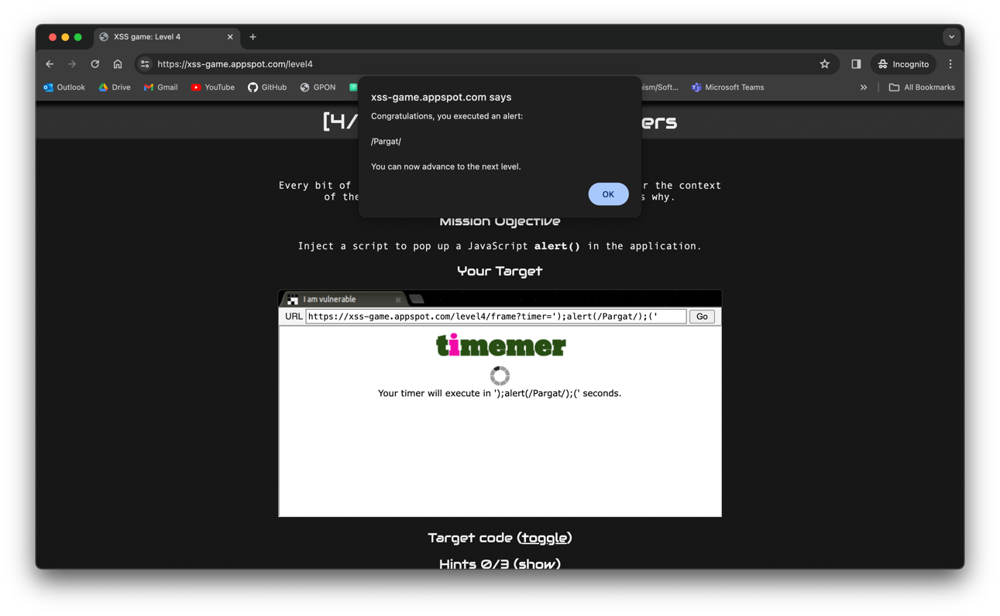 XSS game: Level 4
https://xss-game.appspot.com/level4
Incognito
Outlook
Drive
Gmail
YouTube
GitHub
GPON
ism/Soft...
Microsoft Teams
All Bookmarks
xss-game.appspot.com says
Congratulations, you executed an alert:
/Pargat/
You can now advance to the next level.
OK
[4/
ers
Every bit of
r the context
of the
s why.
Mission Objective
Inject a script to pop up a JavaScript alert() in the application.
Your Target
I am vulnerable
URL https://xss-game.appspot.com/level4/frame?timer=');alert(/Pargat/);(' Go
timemer
Your timer will execute in ');alert(/Pargat/);(' seconds.
Target code (toggle)
Hints 0/3 (show)